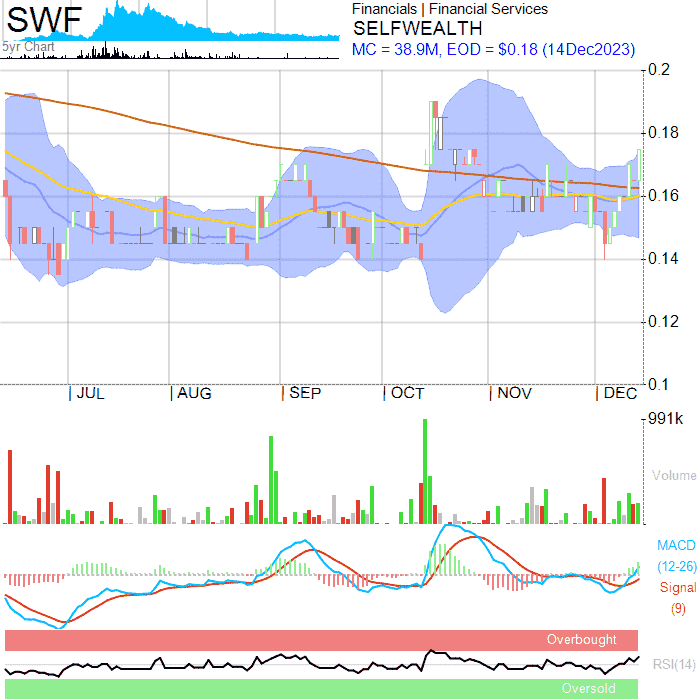 SWF
5yr Chart
Financials | Financial Services
SELFWEALTH
MC = 38.9M, EOD = $0.18 (14Dec2023)
0.2
0.18
0.16
0.14
0.12
0.1
| JUL | AUG | SEP | OCT | NOV | DEC
991k
Volume
MACD
(12-26)
Signal
(9)
Overbought
RSI(14)
Oversold